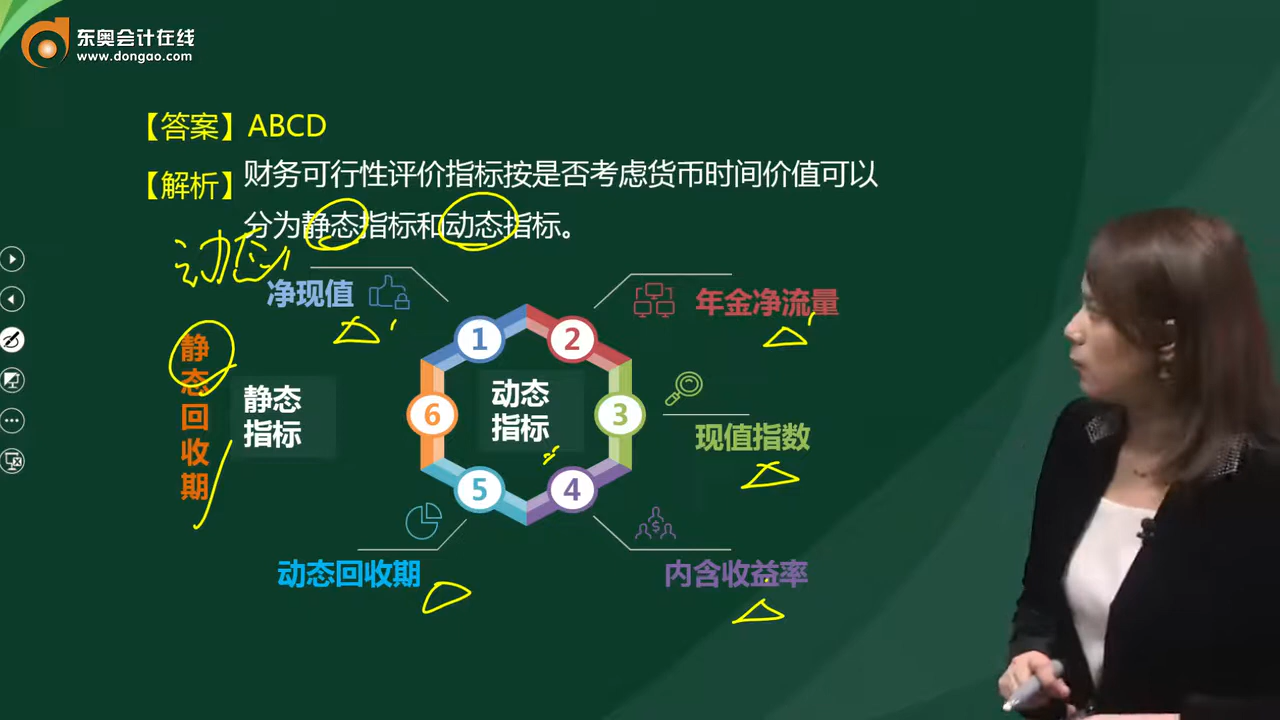 东奥会计在线
www.dongao.com
【答案】ABCD
【解析】财务可行性评价指标按是否考虑货币时间价值可以
分为静态指标和动态指标。
动态
净现值
年金净流量
1
2
静态回收期
静态
指标
动态
指标
6
3
现值指数
5
4
动态回收期
内含收益率